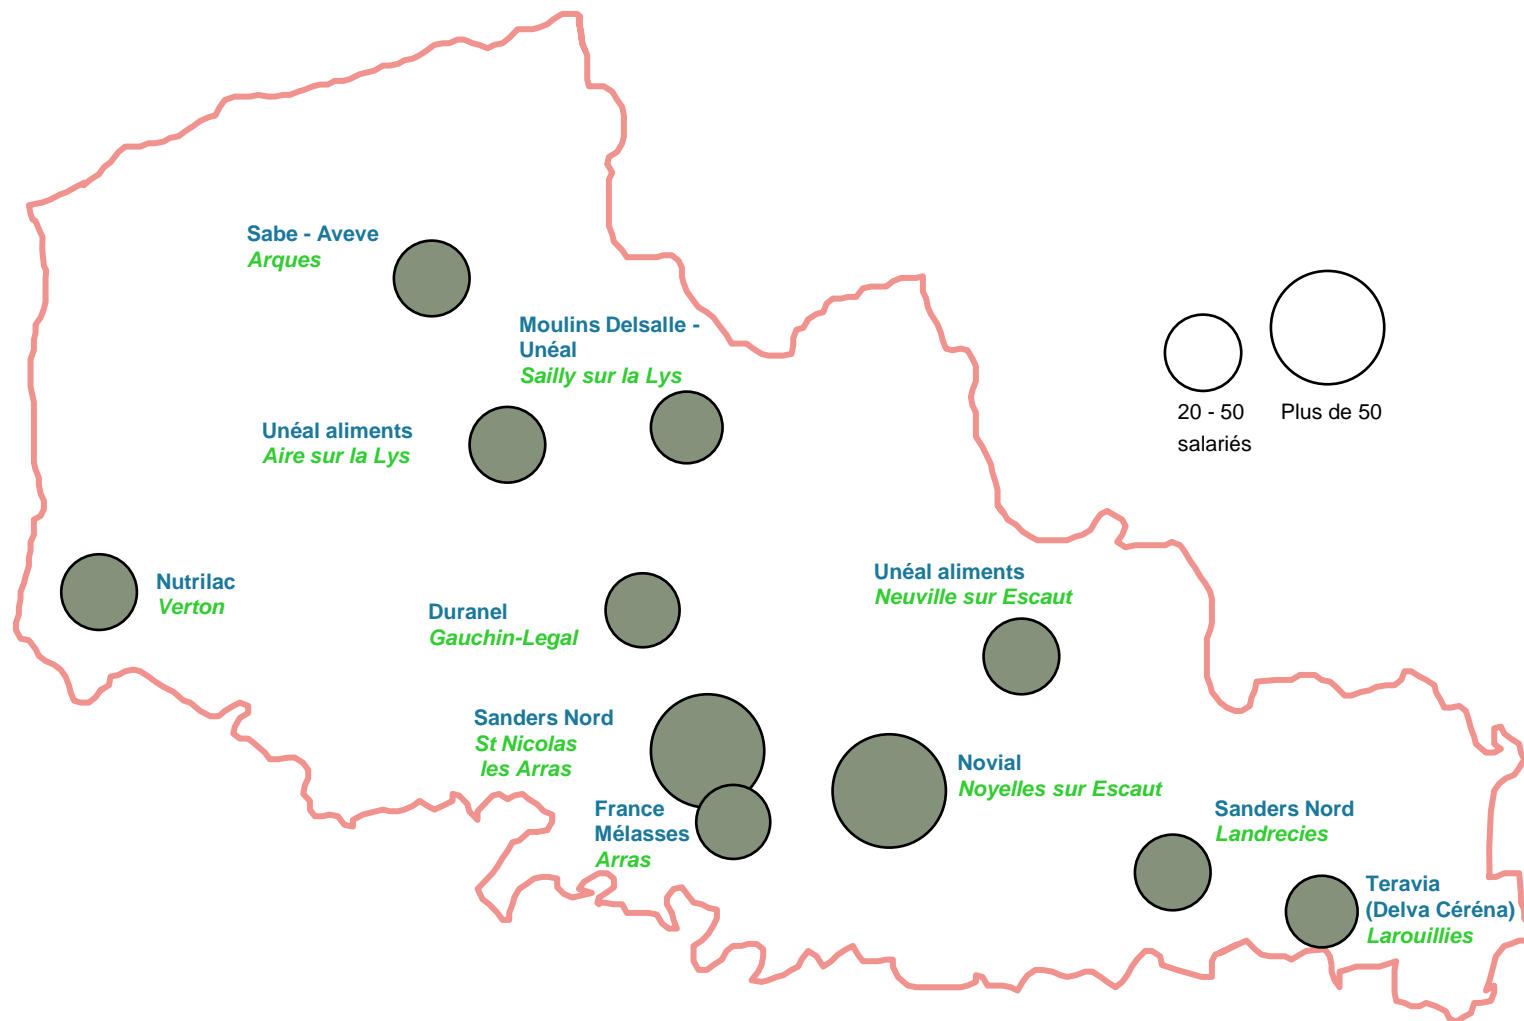 Sabe - Aveve
Arques
Moulins Delsalle -
Unéal
Sailly sur la Lys
20 - 50
salariés
Plus de 50
Unéal aliments
Aire sur la Lys
Nutrilac
Verton
Duranel
Gauchin-Legal
Unéal aliments
Neuville sur Escaut
Sanders Nord
St Nicolas
les Arras
France
Mélasses
Arras
Novial
Noyelles sur Escaut
Sanders Nord
Landrecies
Teravia
(Delva Céréna)
Larouillies